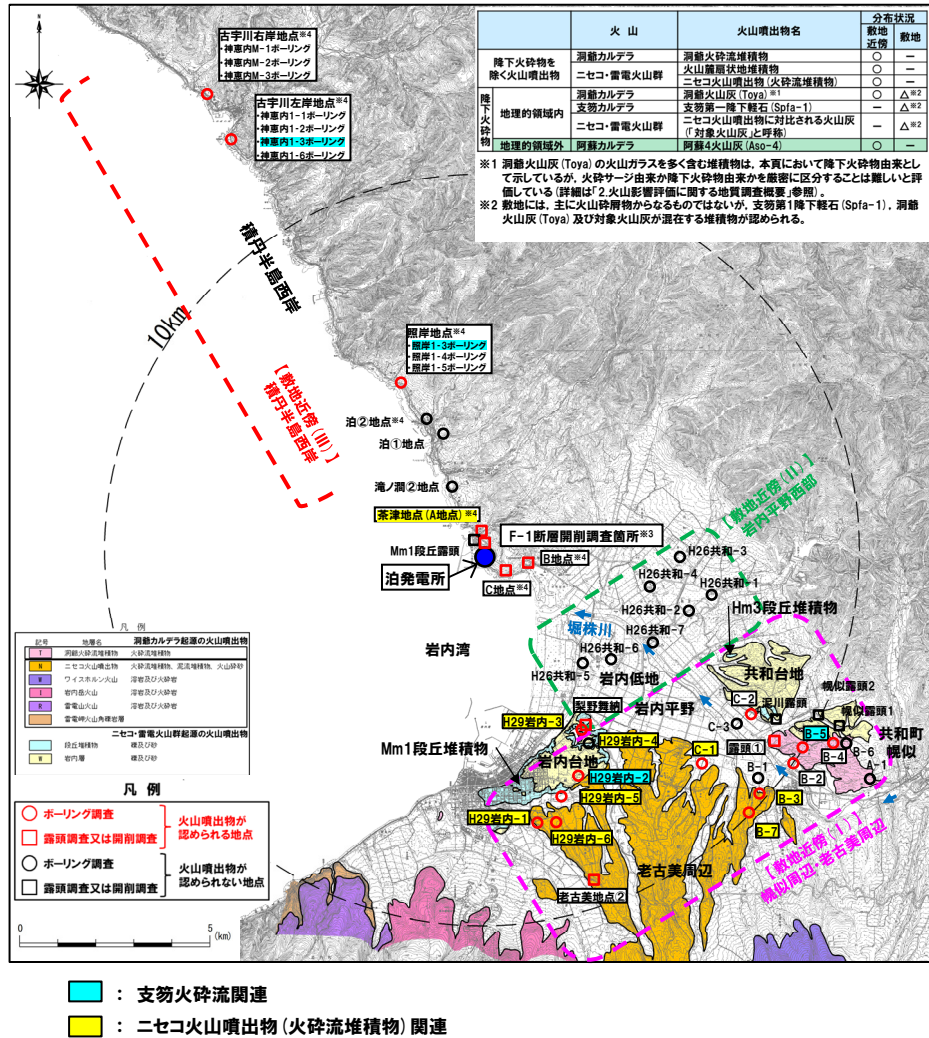 古宇川右岸地点※4
・神恵内M-1ボーリング
・神恵内M-2ボーリング
・神恵内M-3ボーリング
古宇川左岸地点※4
・神恵内1-1ボーリング
・神恵内1-2ボーリング
・神恵内1-3ボーリング
・神恵内1-6ボーリング
火山
火山噴出物名
分布状況
敷地近傍
敷地
降下火砕物を除く火山噴出物
洞爺カルデラ
洞爺火砕流堆積物
○
－
ニセコ・雷電火山群
火山麓扇状地堆積物
○
－
ニセコ火山噴出物(火砕流堆積物)
○
－
降下火砕物
地理的領域内
洞爺カルデラ
洞爺火山灰(Toya)※1
○
△※2
支笏カルデラ
支笏第一降下軽石(Spfa-1)
－
△※2
ニセコ・雷電火山群
ニセコ火山噴出物に対比される火山灰
(「対象火山灰」と呼称)
－
△※2
地理的領域外
阿蘇カルデラ
阿蘇4火山灰(Aso-4)
○
－
※1 洞爺火山灰(Toya)の火山ガラスを多く含む堆積物は，本頁において降下火砕物由来と
して示しているが，火砕サージ由来か降下火砕物由来かを厳密に区分することは難しいと評
価している(詳細は「2.火山影響評価に関する地質調査概要」参照)。
※2 敷地には，主に火山砕屑物からなるものではないが，支笏第1降下軽石(Spfa-1)，洞爺
火山灰(Toya)及び対象火山灰が混在する堆積物が認められる。
積丹半島西岸
10km
【敷地近傍(Ⅲ)】
積丹半島西岸
照岸地点※4
・照岸1-3ボーリング
・照岸1-4ボーリング
・照岸1-5ボーリング
泊②地点※4
泊①地点
滝ノ澗②地点
茶津地点(A地点)※4
F-1断層開削調査箇所※3
Mm1段丘露頭
泊発電所
B地点※4
C地点※4
【敷地近傍(Ⅱ)】
岩内平野西部
H26共和-3
H26共和-4
H26共和-1
H26共和-2
堀株川
H26共和-7
H26共和-6
H26共和-5
岩内低地
Hm3段丘堆積物
共和台地
岩内湾
岩内平野
幌似露頭2
C-2
泥川露頭
幌似露頭1
梨野舞納
C-3
B-5
共和町
幌似
H29岩内-3
H29岩内-4
露頭①
B-4
B-6
Mm1段丘堆積物
岩内台地
C-1
B-1
B-2
A-1
H29岩内-2
H29岩内-5
B-3
H29岩内-1
H29岩内-6
B-7
老古美周辺
老古美地点②
【敷地近傍(Ⅰ)】
幌似周辺・老古美周辺
凡例
記号
地層名
洞爺カルデラ起源の火山噴出物
T
洞爺火砕流堆積物
火砕流堆積物
N
ニセコ火山噴出物
火砕流堆積物，泥流堆積物，火山麓砂
W
ワイスホルン火山
溶岩及び火砕岩
I
岩内岳火山
溶岩及び火砕岩
R
雷電山火山
溶岩及び火砕岩
雷電岬火山角礫岩層
ニセコ・雷電火山群起源の火山噴出物
段丘堆積物
礫及び砂
W
岩内層
礫及び砂
凡例
ボーリング調査
露頭調査又は開削調査
火山噴出物が
認められる地点
ボーリング調査
露頭調査又は開削調査
火山噴出物が
認められない地点
0
5
(km)
：支笏火砕流関連
：ニセコ火山噴出物(火砕流堆積物)関連